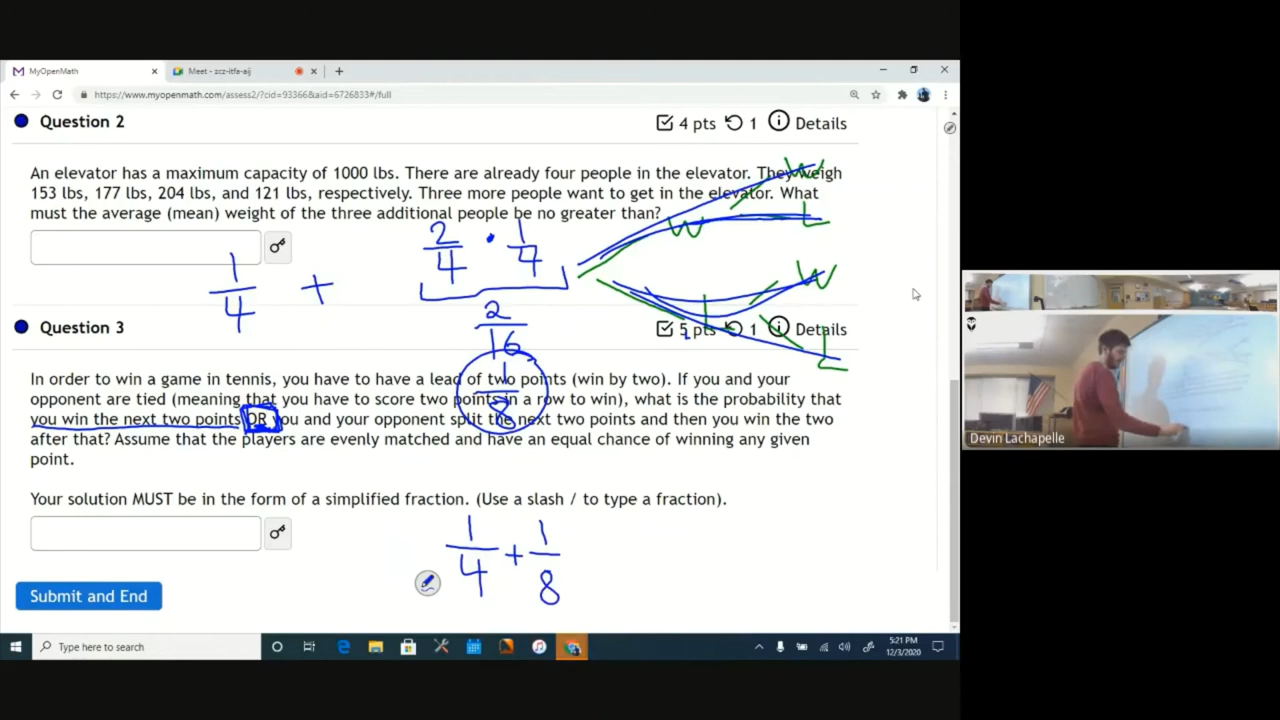 MyOpenMath
Meet - zcz-itfa-aij
https://www.myopenmath.com/assess2/?cid=93366&aid=6726833#/full
Question 2
4 pts 1 Details
An elevator has a maximum capacity of 1000 lbs. There are already four people in the elevator. They weigh
153 lbs, 177 lbs, 204 lbs, and 121 lbs, respectively. Three more people want to get in the elevator. What
must the average (mean) weight of the three additional people be no greater than?
W
L
W
W
L
1/4 + 2/4 · 1/4
2/16
1/8
Question 3
5 pts 1 Details
In order to win a game in tennis, you have to have a lead of two points (win by two). If you and your
opponent are tied (meaning that you have to score two points in a row to win), what is the probability that
you win the next two points OR you and your opponent split the next two points and then you win the two
after that? Assume that the players are evenly matched and have an equal chance of winning any given
point.
Your solution MUST be in the form of a simplified fraction. (Use a slash / to type a fraction).
1/4 + 1/8
Submit and End
Devin Lachapelle
Type here to search
5:21 PM
12/3/2020